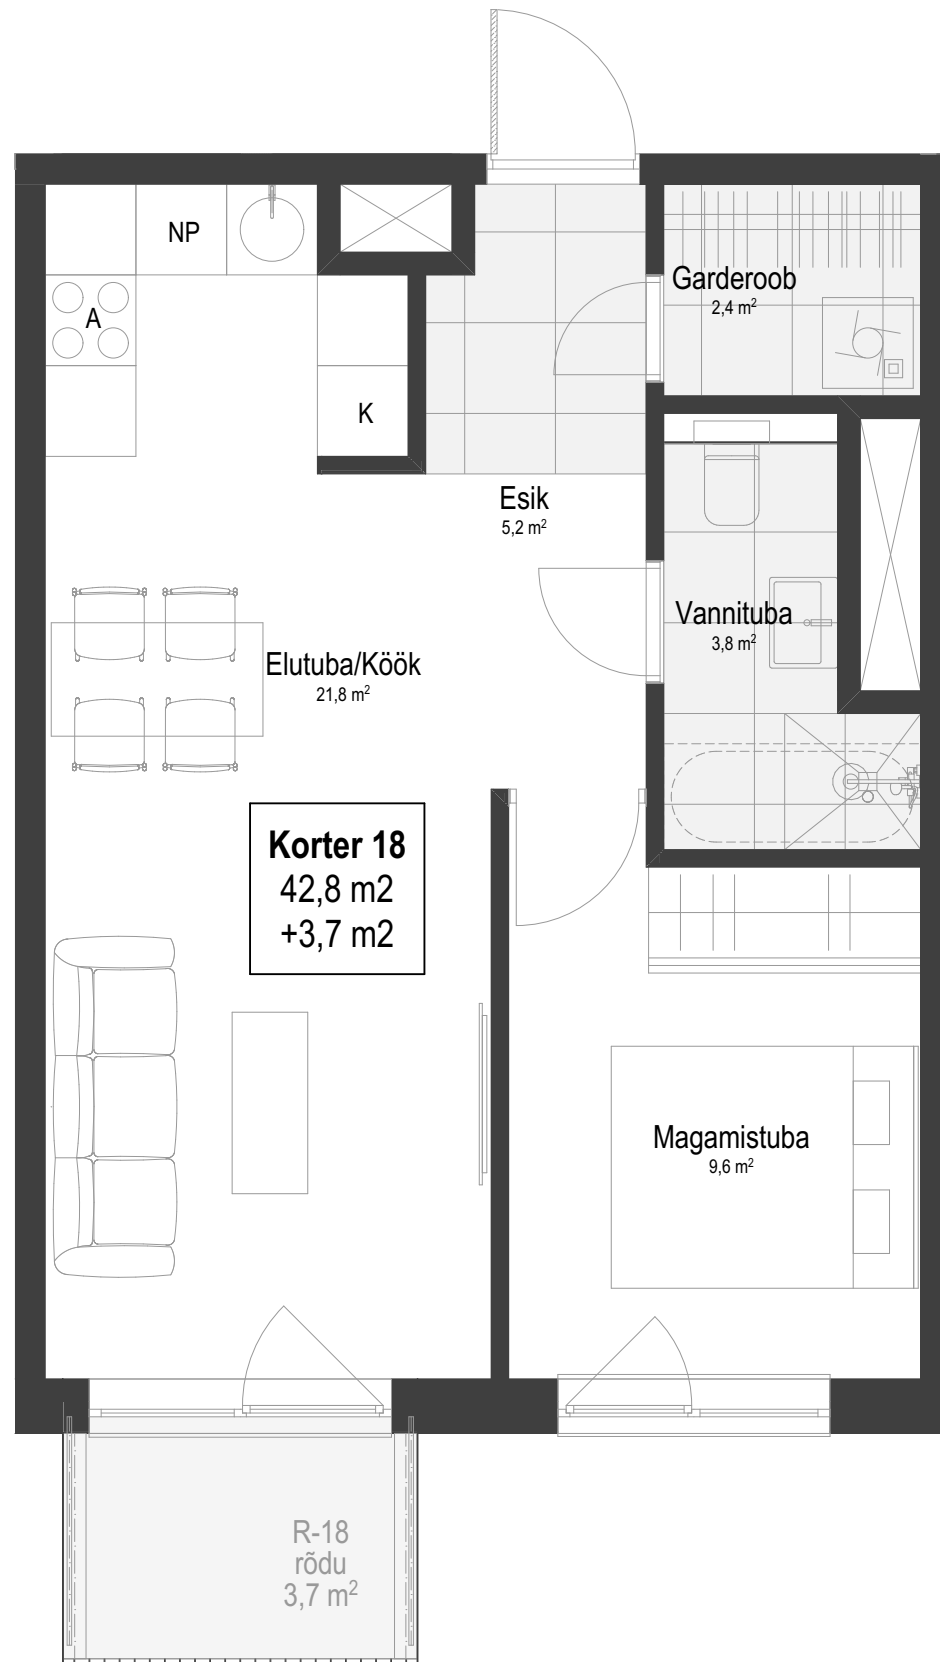 NP
A
K
Garderoob
2,4 m²
Esik
5,2 m²
Vannituba
3,8 m²
Elutuba/Köök
21,8 m²
Korter 18
42,8 m2
+3,7 m2
Magamistuba
9,6 m²
R-18
rõdu
3,7 m²